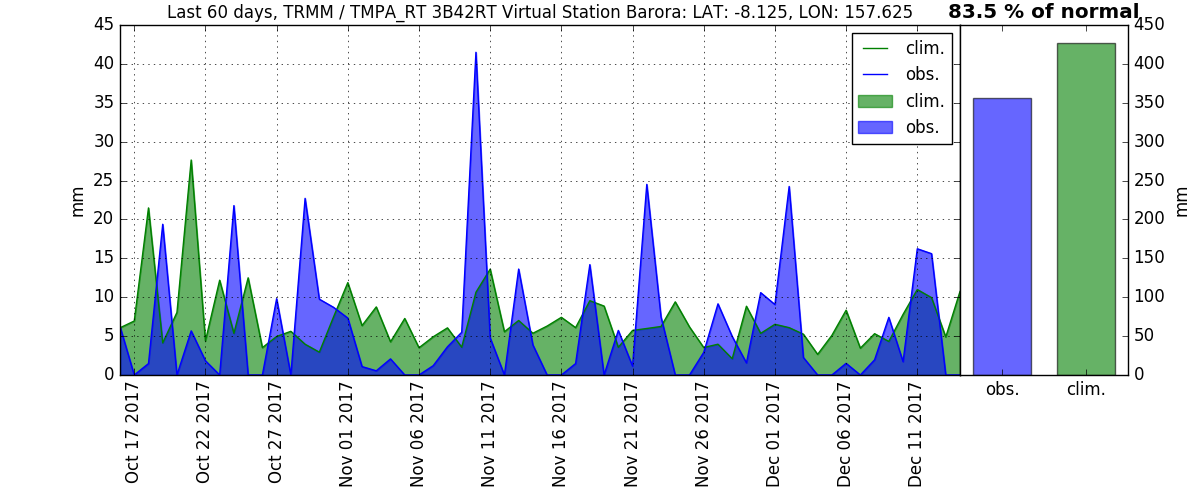 Last 60 days, TRMM / TMPA_RT 3B42RT Virtual Station Barora: LAT: -8.125, LON: 157.625
83.5 % of normal
45
40
35
30
25
20
15
10
5
0
mm
clim.
obs.
clim.
obs.
450
400
350
300
250
200
150
100
50
0
mm
Oct 17 2017
Oct 22 2017
Oct 27 2017
Nov 01 2017
Nov 06 2017
Nov 11 2017
Nov 16 2017
Nov 21 2017
Nov 26 2017
Dec 01 2017
Dec 06 2017
Dec 11 2017
obs.
clim.